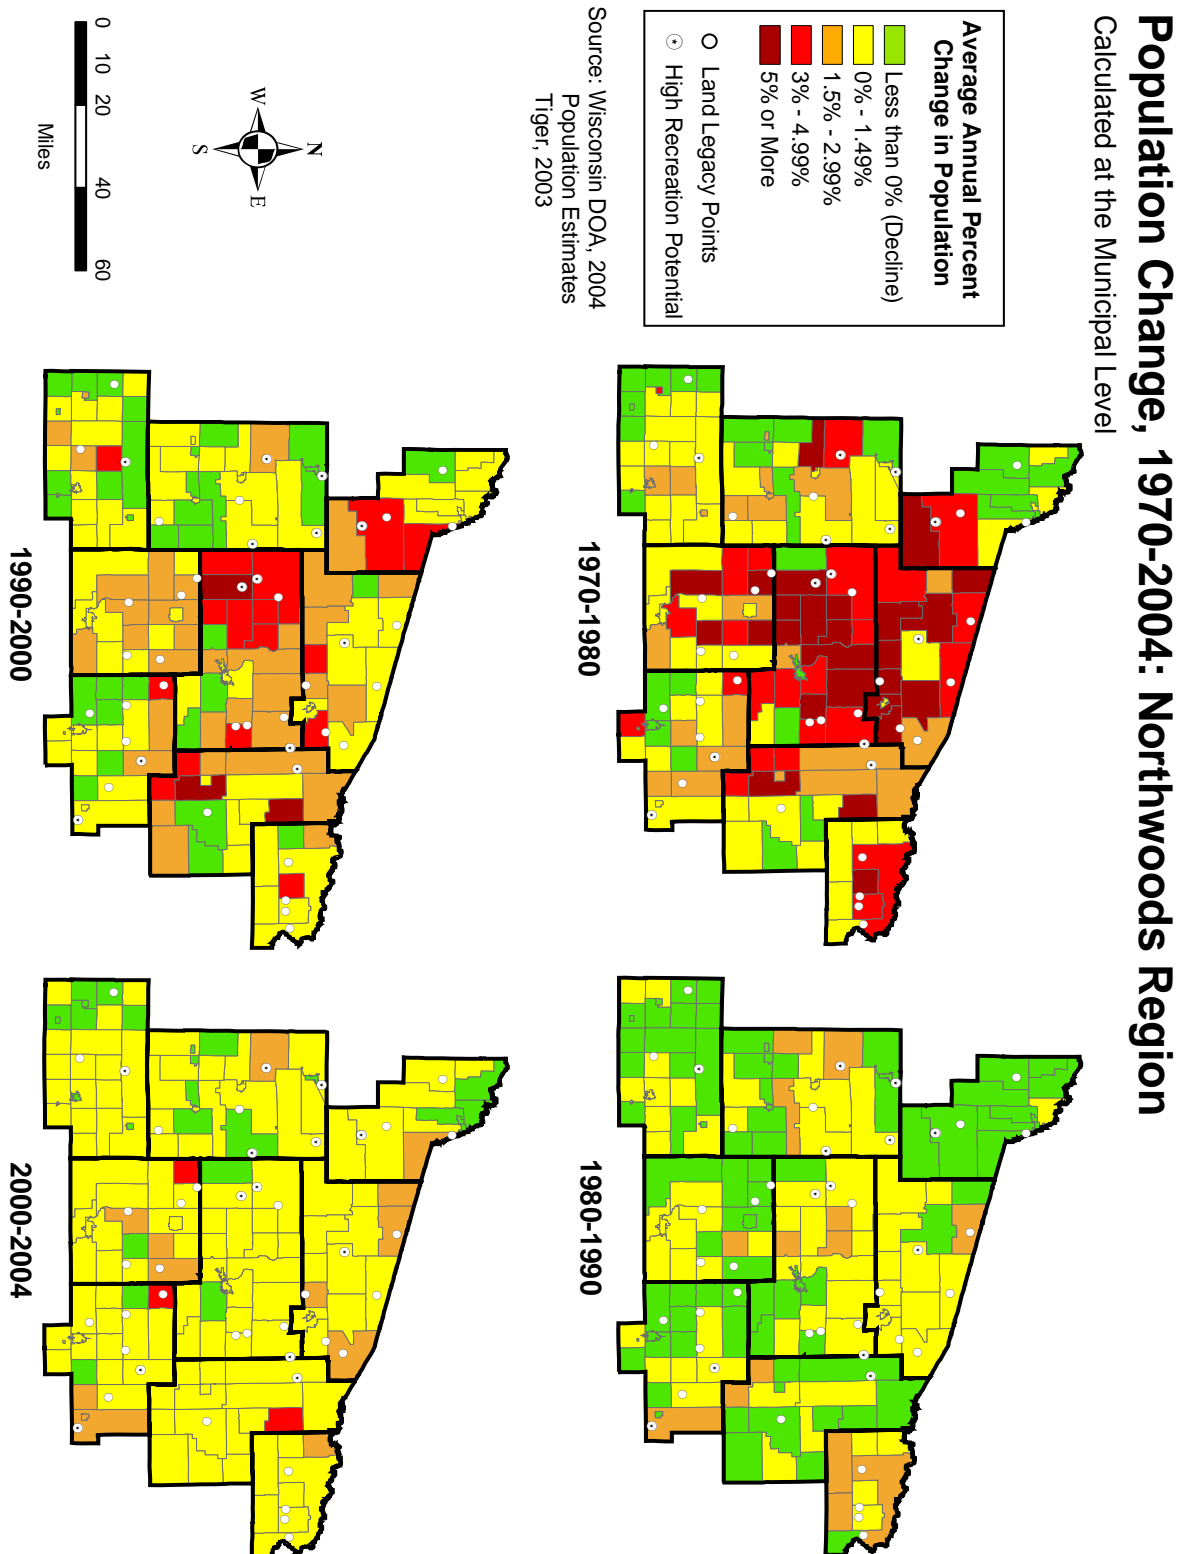 Population Change, 1970-2004: Northwoods Region
Calculated at the Municipal Level
Average Annual Percent
Change in Population
Less than 0% (Decline)
0% - 1.49%
1.5% - 2.99%
3% - 4.99%
5% or More
Land Legacy Points
High Recreation Potential
Source: Wisconsin DOA, 2004
Population Estimates
Tiger, 2003
N
W
E
S
0 10 20 40 60
Miles
1970-1980
1980-1990
1990-2000
2000-2004